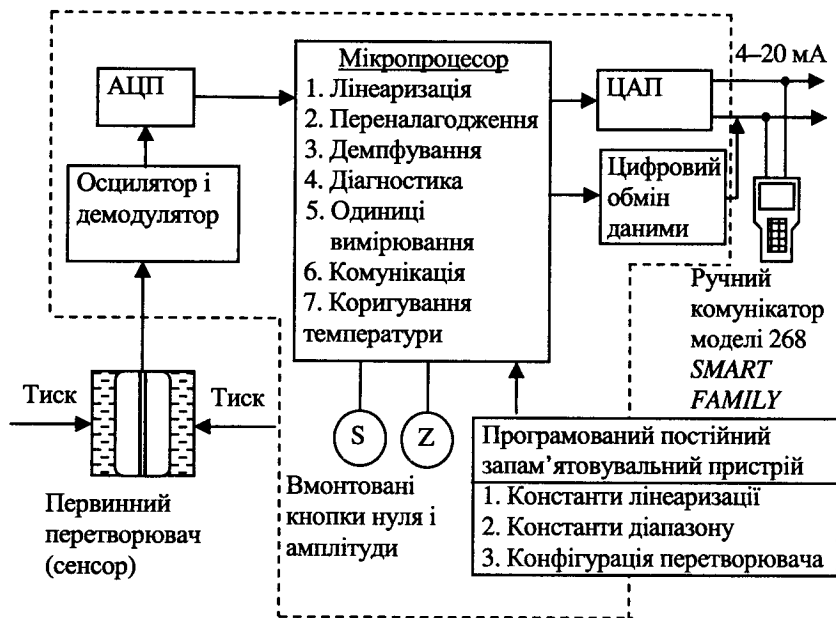 Мікропроцесор
1. Лінеаризація
2. Переналагодження
3. Демпфування
4. Діагностика
5. Одиниці
вимірювання
6. Комунікація
7. Коригування
температури
АЦП
Осцилятор і
демодулятор
ЦАП
4–20 мА
Цифровий
обмін
даними
Ручний
комунікатор
моделі 268
SMART
FAMILY
Тиск
Тиск
Первинний
перетворювач
(сенсор)
S
Z
Вмонтовані
кнопки нуля і
амплітуди
Програмований постійний
запам’ятовувальний пристрій
1. Константи лінеаризації
2. Константи діапазону
3. Конфігурація перетворювача